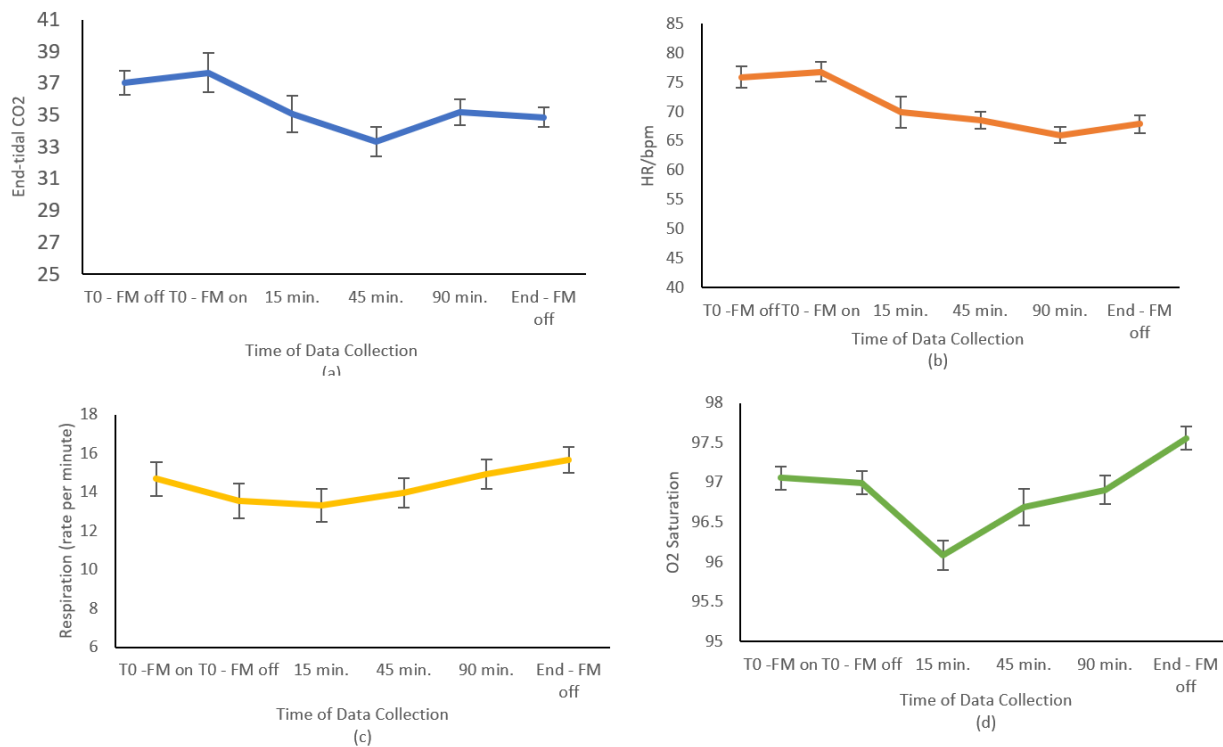 End-tidal CO2
41
39
37
35
33
31
29
27
25
T0 - FM off T0 - FM on 15 min. 45 min. 90 min. End - FM
off
Time of Data Collection
(a)
HR/bpm
85
80
75
70
65
60
55
50
45
40
T0 -FM off T0 - FM on 15 min. 45 min. 90 min. End - FM
off
Time of Data Collection
(b)
Respiration (rate per minute)
18
16
14
12
10
8
6
T0 -FM on T0 - FM off 15 min. 45 min. 90 min. End - FM
off
Time of Data Collection
(c)
O2 Saturation
98
97.5
97
96.5
96
95.5
95
T0 -FM on T0 - FM off 15 min. 45 min. 90 min. End - FM
off
Time of Data Collection
(d)